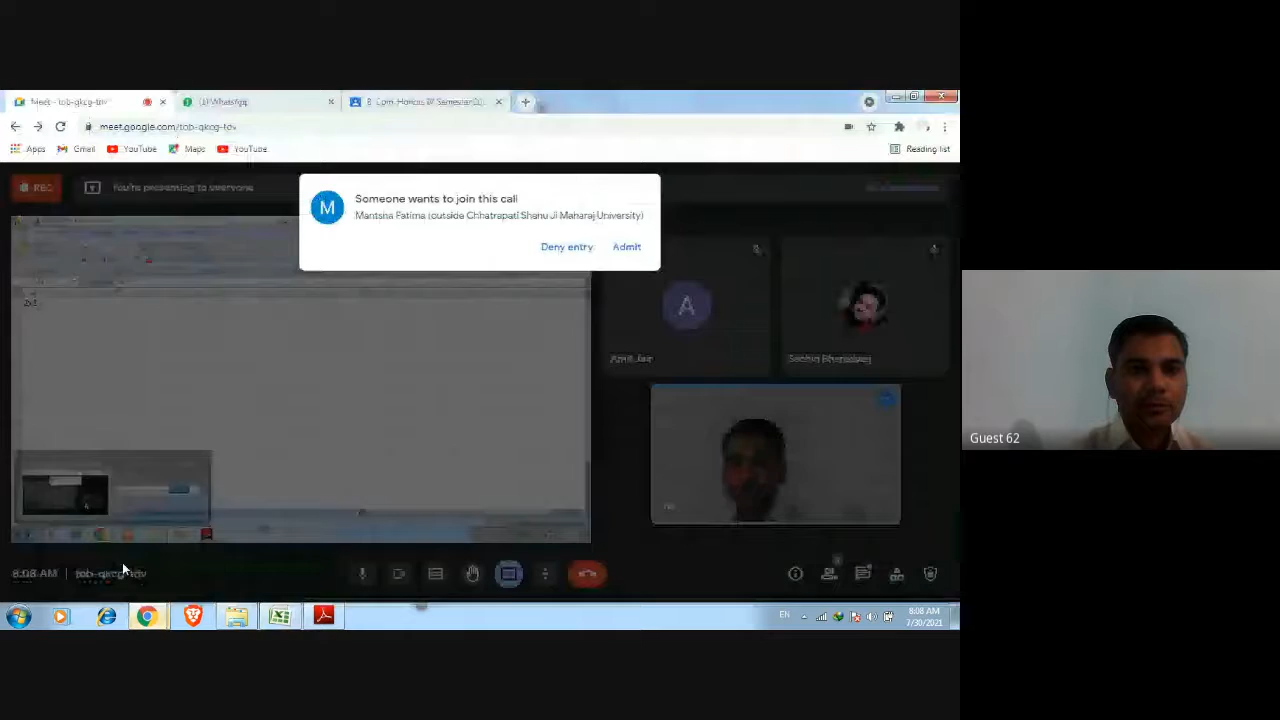 Meet - tob-qkcg-tdv
(1) WhatsApp
meet.google.com/tob-qkcg-tdv
Apps
Gmail
YouTube
Maps
YouTube
Reading list
REC
You're presenting to everyone
M
Someone wants to join this call
Mantsha Fatima (outside Chhatrapati Shahu Ji Maharaj University)
Deny entry
Admit
A
Amit Jair
Sachin Bharadwaj
Guest 62
8:08 AM
tob-qkcg-tdv
EN
8:08 AM
7/30/2021